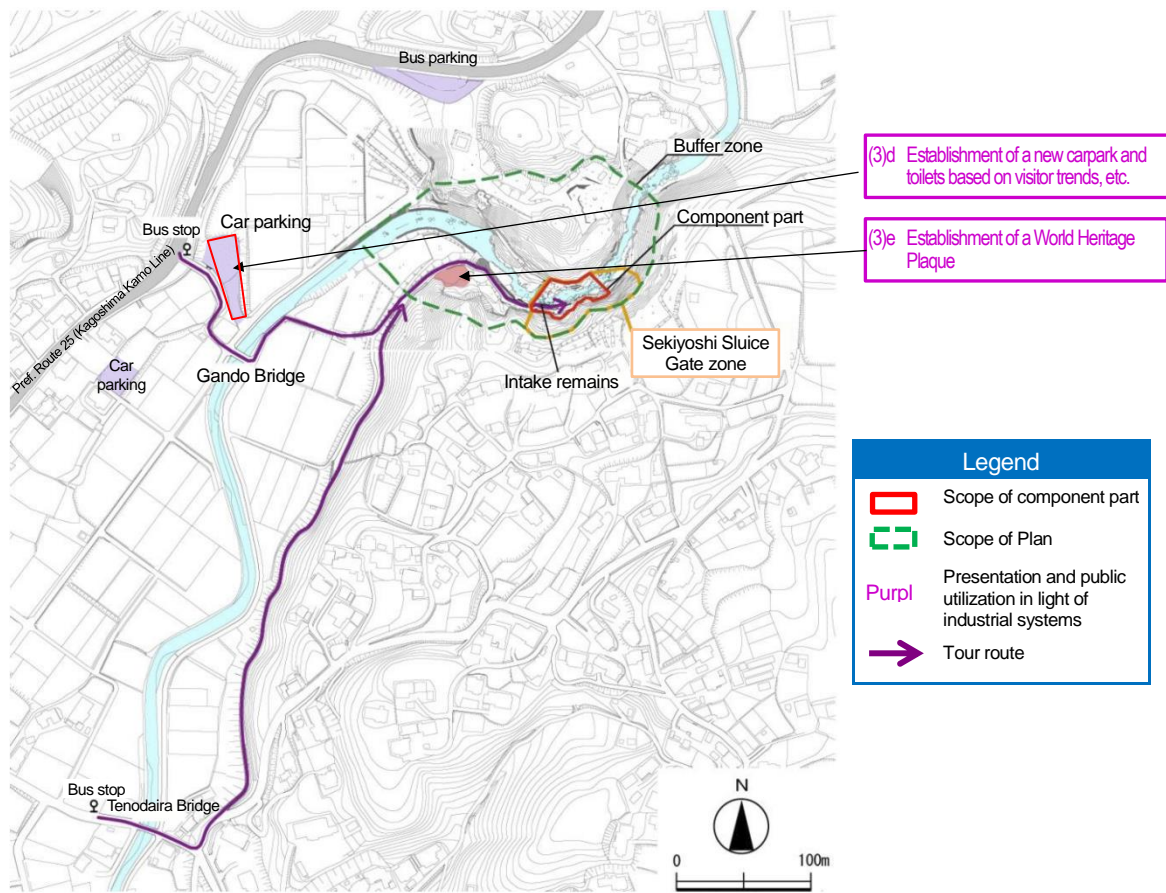 Bus parking
Buffer zone
Component part
Bus stop
Car parking
Pref. Route 25 (Kagoshima Kamo Line)
Car
parking
Gando Bridge
Intake remains
Sekiyoshi Sluice
Gate zone
Bus stop
Tenodaira Bridge
N
0 100m
(3)d Establishment of a new carpark and
toilets based on visitor trends, etc.
(3)e Establishment of a World Heritage
Plaque
Legend
Scope of component part
Scope of Plan
Purpl Presentation and public
utilization in light of
industrial systems
Tour route